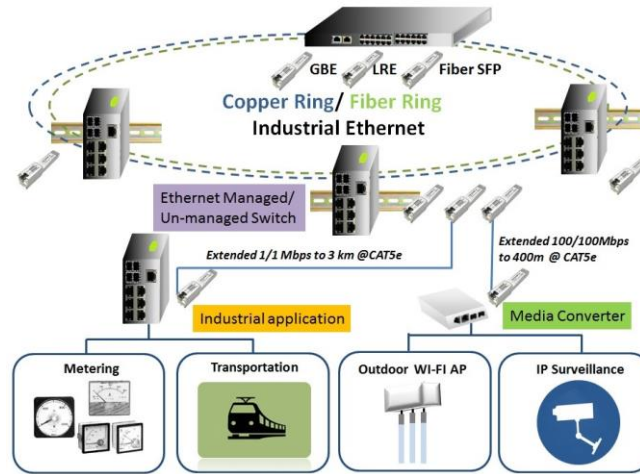 GBE LRE Fiber SFP
Copper Ring/ Fiber Ring
Industrial Ethernet
Ethernet Managed/
Un-managed Switch
Extended 1/1 Mbps to 3 km @CAT5e
Extended 100/100Mbps
to 400m @ CAT5e
Industrial application
Media Converter
Metering
Transportation
Outdoor WI-FI AP
IP Surveillance